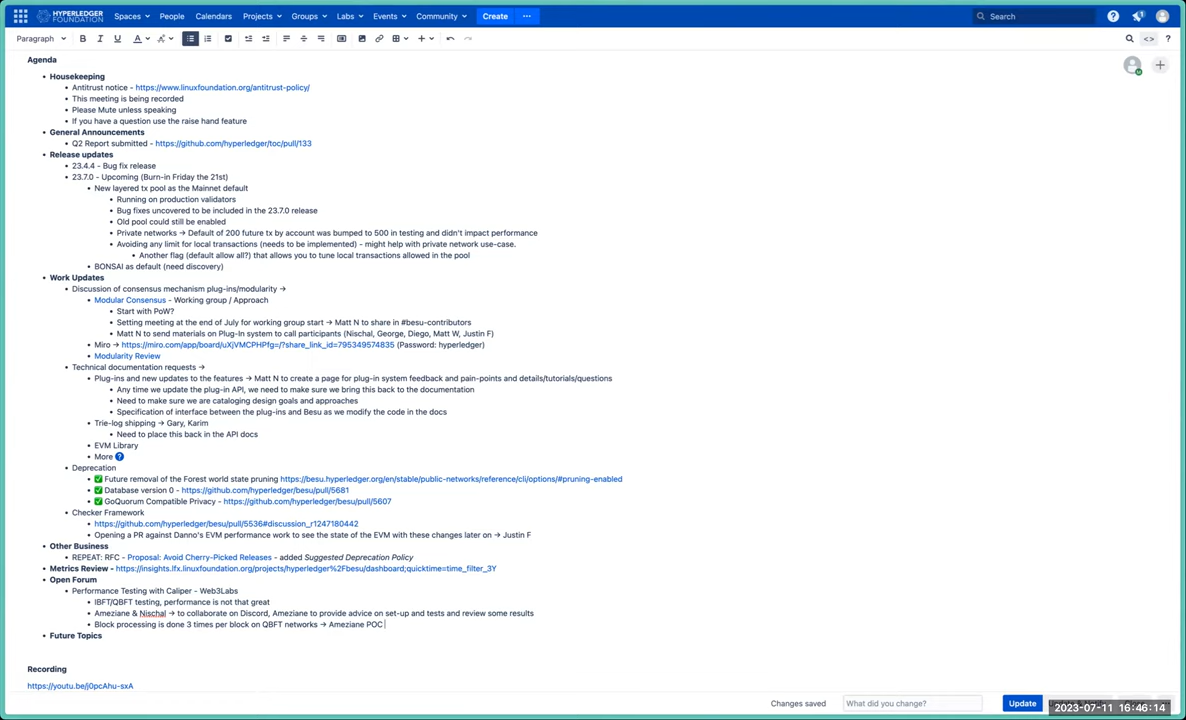 HYPERLEDGER FOUNDATION Spaces People Calendars Projects Groups Labs Events Community Create ··· Search
Paragraph B I U A <> ?
Agenda
• Housekeeping
• Antitrust notice - https://www.linuxfoundation.org/antitrust-policy/
• This meeting is being recorded
• Please Mute unless speaking
• If you have a question use the raise hand feature
• General Announcements
• Q2 Report submitted - https://github.com/hyperledger/toc/pull/133
• Release updates
• 23.4.4 - Bug fix release
• 23.7.0 - Upcoming (Burn-in Friday the 21st)
• New layered tx pool as the Mainnet default
• Running on production validators
• Bug fixes uncovered to be included in the 23.7.0 release
• Old pool could still be enabled
• Private networks → Default of 200 future tx by account was bumped to 500 in testing and didn't impact performance
• Avoiding any limit for local transactions (needs to be implemented) - might help with private network use-case.
• Another flag (default allow all?) that allows you to tune local transactions allowed in the pool
• BONSAI as default (need discovery)
• Work Updates
• Discussion of consensus mechanism plug-ins/modularity →
• Modular Consensus - Working group / Approach
• Start with PoW?
• Setting meeting at the end of July for working group start → Matt N to share in #besu-contributors
• Matt N to send materials on Plug-In system to call participants (Nischal, George, Diego, Matt W, Justin F)
• Miro → https://miro.com/app/board/uXjVMCPHPfg=/?share_link_id=795349574835 (Password: hyperledger)
• Modularity Review
• Technical documentation requests →
• Plug-ins and new updates to the features → Matt N to create a page for plug-in system feedback and pain-points and details/tutorials/questions
• Any time we update the plug-in API, we need to make sure we bring this back to the documentation
• Need to make sure we are cataloging design goals and approaches
• Specification of interface between the plug-ins and Besu as we modify the code in the docs
• Trie-log shipping → Gary, Karim
• Need to place this back in the API docs
• EVM Library
• More ?
• Deprecation
• ✅ Future removal of the Forest world state pruning https://besu.hyperledger.org/en/stable/public-networks/reference/cli/options/#pruning-enabled
• ✅ Database version 0 - https://github.com/hyperledger/besu/pull/5681
• ✅ GoQuorum Compatible Privacy - https://github.com/hyperledger/besu/pull/5607
• Checker Framework
• https://github.com/hyperledger/besu/pull/5536#discussion_r1247180442
• Opening a PR against Danno's EVM performance work to see the state of the EVM with these changes later on → Justin F
• Other Business
• REPEAT: RFC - Proposal: Avoid Cherry-Picked Releases - added Suggested Deprecation Policy
• Metrics Review - https://insights.lfx.linuxfoundation.org/projects/hyperledger%2Fbesu/dashboard;quicktime=time_filter_3Y
• Open Forum
• Performance Testing with Caliper - Web3Labs
• IBFT/QBFT testing, performance is not that great
• Ameziane & Nischal → to collaborate on Discord, Ameziane to provide advice on set-up and tests and review some results
• Block processing is done 3 times per block on QBFT networks → Ameziane POC
• Future Topics
Recording
https://youtu.be/j0pcAhu-sxA
Changes saved What did you change? Update
2023-07-11 16:46:14